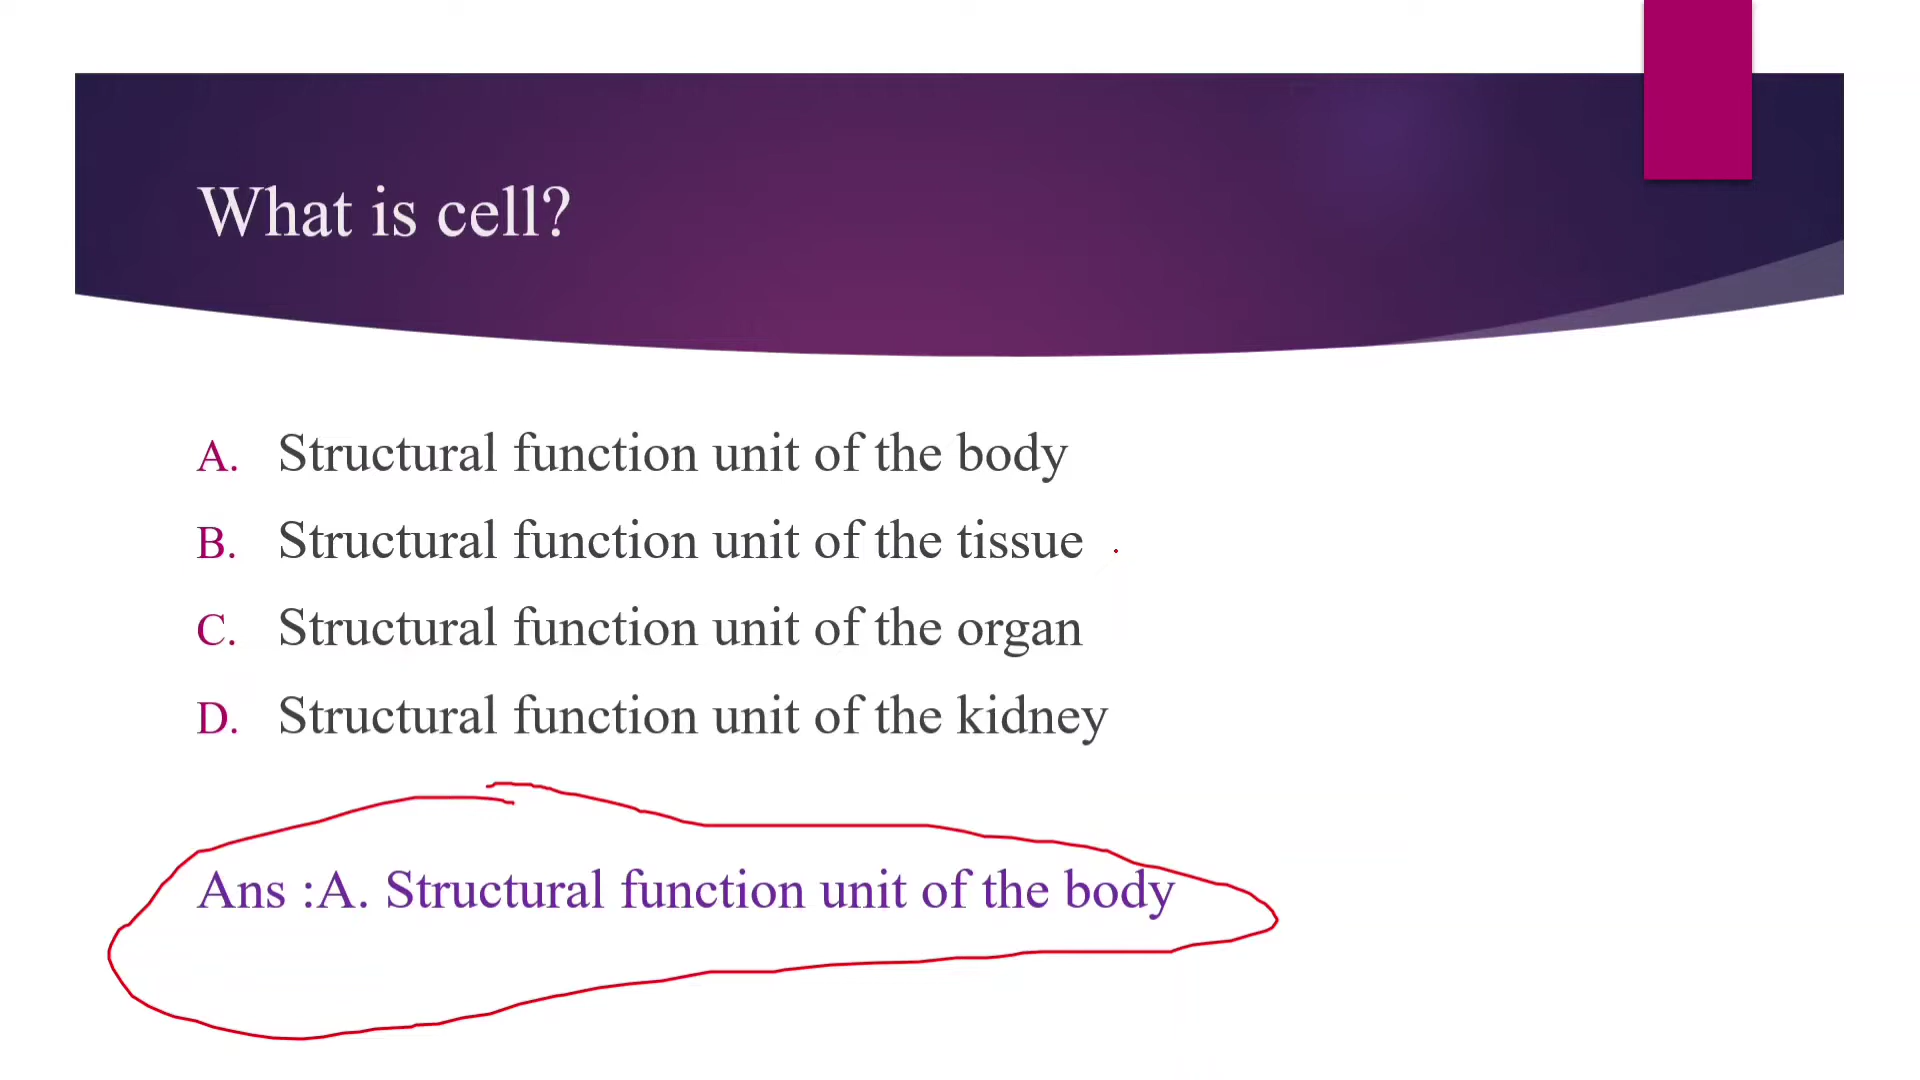 What is cell?
A. Structural function unit of the body
B. Structural function unit of the tissue
C. Structural function unit of the organ
D. Structural function unit of the kidney
Ans :A. Structural function unit of the body